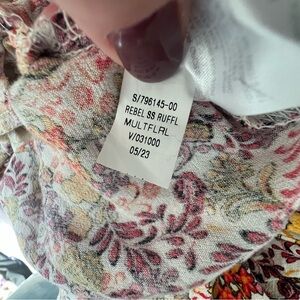 S/796145-00
REBEL SS RUFFL
MULTFLRL
V/031000
05/23